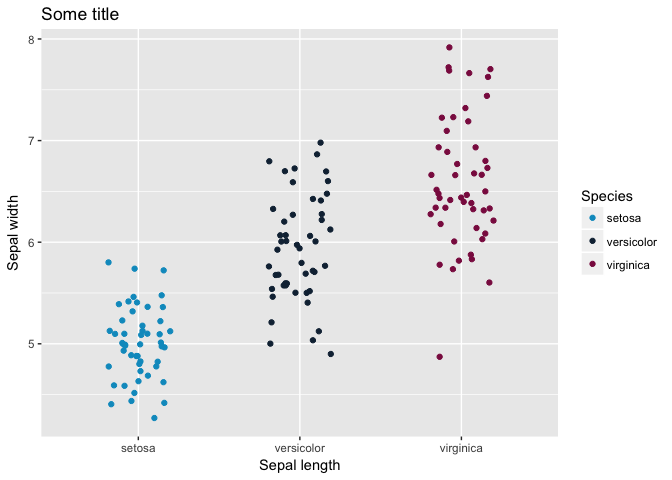 Some title
8
7
6
5
Sepal width
setosa versicolor virginica
Sepal length
Species
setosa
versicolor
virginica